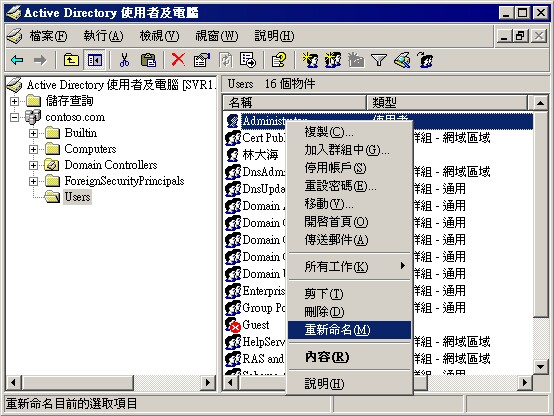 Active Directory 使用者及電腦
檔案(F) 執行(A) 檢視(V) 視窗(W) 說明(H)
Active Directory 使用者及電腦 [SVR1.
儲存查詢
contoso.com
Builtin
Computers
Domain Controllers
ForeignSecurityPrincipals
Users
Users 16 個物件
名稱 類型
Administrator 使用者
Cert Pub 群組 - 網域區域
林大海
DnsAdmi 群組 - 網域區域
DnsUpda 群組 - 通用
Domain A 群組 - 通用
Domain C 群組 - 通用
Domain C 群組 - 通用
Domain G 群組 - 通用
Domain U 群組 - 通用
Enterpris 群組 - 通用
Group Po 群組 - 通用
Guest
HelpServ 群組 - 網域區域
RAS and 群組 - 網域區域
複製(C)...
加入群組中(G)...
停用帳戶(S)
重設密碼(E)...
移動(V)...
開啟首頁(O)
傳送郵件(A)
所有工作(K)
剪下(T)
刪除(D)
重新命名(M)
內容(R)
說明(H)
重新命名目前的選取項目